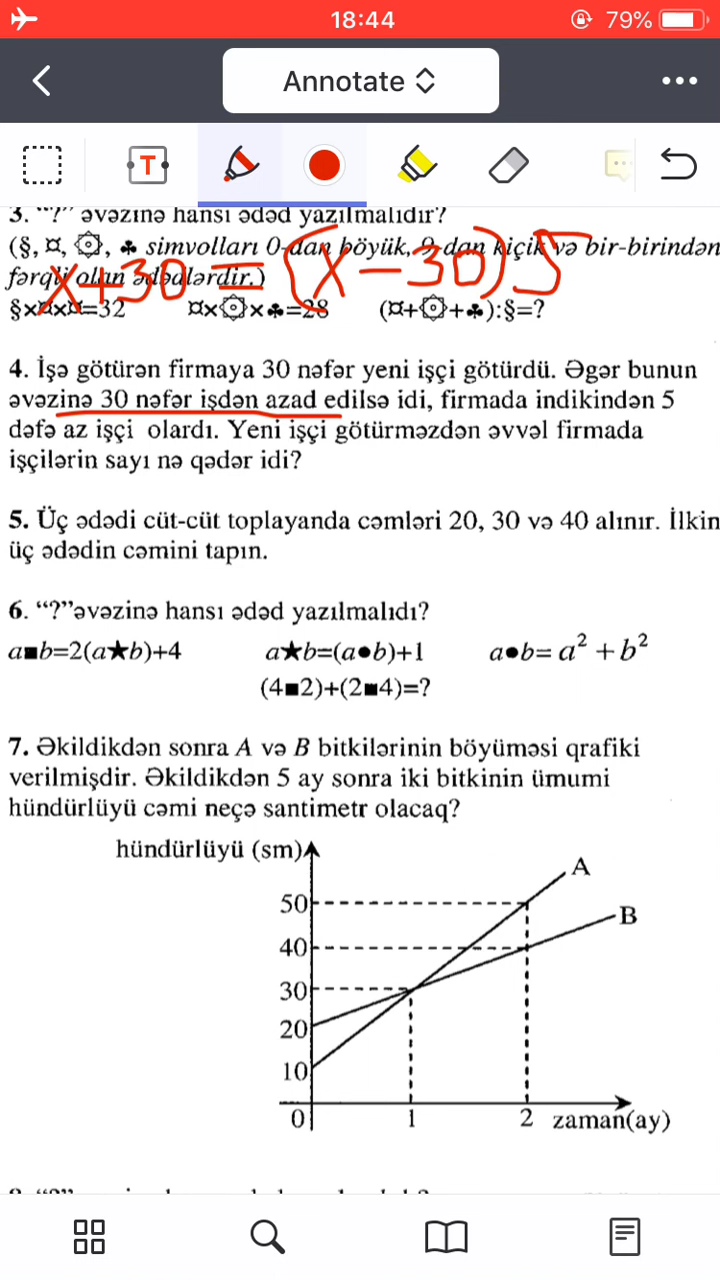 18:44
79%
Annotate
T
3. "?" əvəzinə hansı ədəd yazılmalıdır?
(§, ¤, ۞, ♣ simvolları 0-dan böyük, 9-dan kiçik və bir-birindən
fərqli olan ədədlərdir.)
x+30=(x-30)5
§x¤x¤=32 ¤x۞x♣=28 (¤+۞+♣):§=?
4. İşə götürən firmaya 30 nəfər yeni işçi götürdü. Əgər bunun
əvəzinə 30 nəfər işdən azad edilsə idi, firmada indikindən 5
dəfə az işçi olardı. Yeni işçi götürməzdən əvvəl firmada
işçilərin sayı nə qədər idi?
5. Üç ədədi cüt-cüt toplayanda cəmləri 20, 30 və 40 alınır. İlkin
üç ədədin cəmini tapın.
6. “?”əvəzinə hansı ədəd yazılmalıdı?
a■b=2(a★b)+4 a★b=(a●b)+1 a●b= a² +b²
(4■2)+(2■4)=?
7. Əkildikdən sonra A və B bitkilərinin böyüməsi qrafiki
verilmişdir. Əkildikdən 5 ay sonra iki bitkinin ümumi
hündürlüyü cəmi neçə santimetr olacaq?
hündürlüyü (sm)
A
50
B
40
30
20
10
0 1 2 zaman(ay)